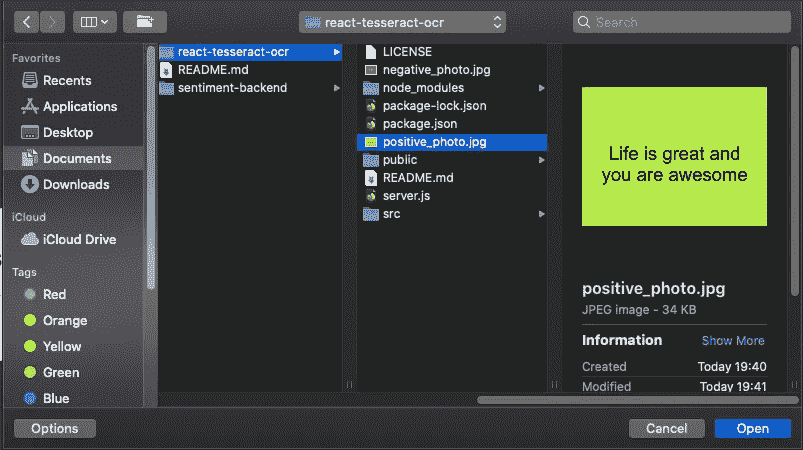 react-tesseract-ocr
Search
Favorites
Recents
Applications
Desktop
Documents
Downloads
iCloud
iCloud Drive
Tags
Red
Orange
Yellow
Green
Blue
react-tesseract-ocr
README.md
sentiment-backend
LICENSE
negative_photo.jpg
node_modules
package-lock.json
package.json
positive_photo.jpg
public
README.md
server.js
src
Life is great and
you are awesome
positive_photo.jpg
JPEG image - 34 KB
Information Show More
Created Today 19:40
Modified Today 19:41
Options
Cancel
Open